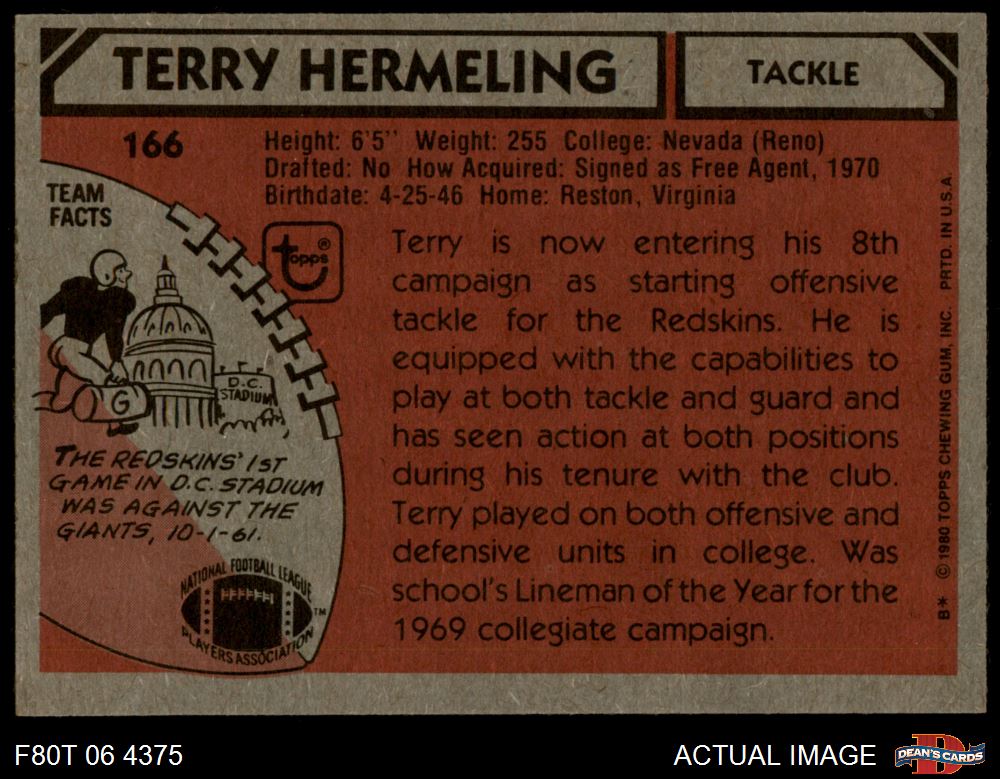 TERRY HERMELING
TACKLE
166
Height: 6'5'' Weight: 255 College: Nevada (Reno)
Drafted: No How Acquired: Signed as Free Agent, 1970
Birthdate: 4-25-46 Home: Reston, Virginia
TEAM
FACTS
topps®
G
D.C.
STADIUM
THE REDSKINS' 1ST
GAME IN D.C. STADIUM
WAS AGAINST THE
GIANTS, 10-1-61.
NATIONAL FOOTBALL LEAGUE
PLAYERS ASSOCIATION
TM
Terry is now entering his 8th
campaign as starting offensive
tackle for the Redskins. He is
equipped with the capabilities to
play at both tackle and guard and
has seen action at both positions
during his tenure with the club.
Terry played on both offensive and
defensive units in college. Was
school's Lineman of the Year for the
1969 collegiate campaign.
B* © 1980 TOPPS CHEWING GUM, INC. PRTD. IN U.S.A.
F80T 06 4375
ACTUAL IMAGE
D
DEAN'S CARDS